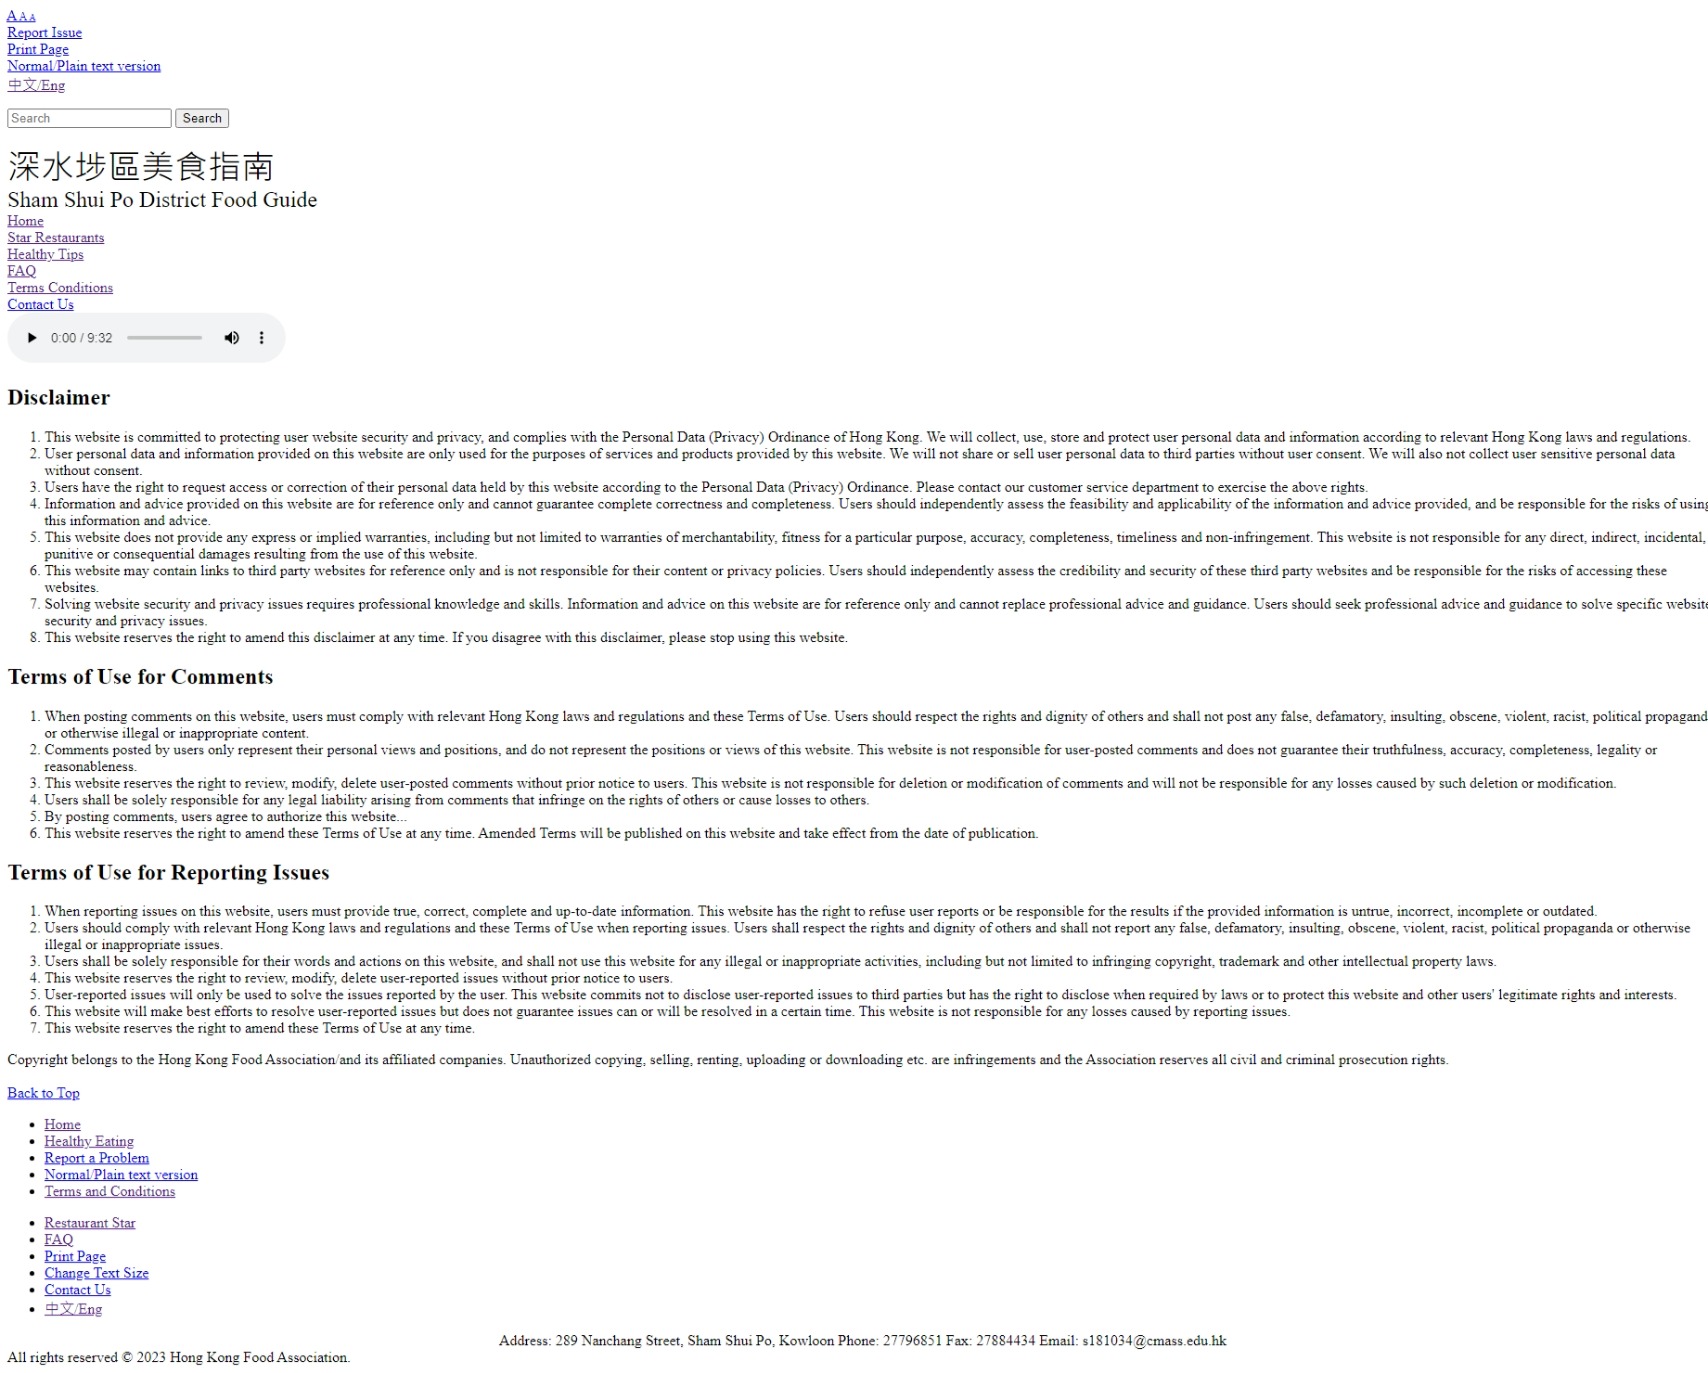 A A A
Report Issue
Print Page
Normal/Plain text version
中文/Eng
Search Search
深水埗區美食指南
Sham Shui Po District Food Guide
Home
Star Restaurants
Healthy Tips
FAQ
Terms Conditions
Contact Us
0:00 / 9:32
Disclaimer
1. This website is committed to protecting user website security and privacy, and complies with the Personal Data (Privacy) Ordinance of Hong Kong. We will collect, use, store and protect user personal data and information according to relevant Hong Kong laws and regulations.
2. User personal data and information provided on this website are only used for the purposes of services and products provided by this website. We will not share or sell user personal data to third parties without user consent. We will also not collect user sensitive personal data
without consent.
3. Users have the right to request access or correction of their personal data held by this website according to the Personal Data (Privacy) Ordinance. Please contact our customer service department to exercise the above rights.
4. Information and advice provided on this website are for reference only and cannot guarantee complete correctness and completeness. Users should independently assess the feasibility and applicability of the information and advice provided, and be responsible for the risks of using
this information and advice.
5. This website does not provide any express or implied warranties, including but not limited to warranties of merchantability, fitness for a particular purpose, accuracy, completeness, timeliness and non-infringement. This website is not responsible for any direct, indirect, incidental,
punitive or consequential damages resulting from the use of this website.
6. This website may contain links to third party websites for reference only and is not responsible for their content or privacy policies. Users should independently assess the credibility and security of these third party websites and be responsible for the risks of accessing these
websites.
7. Solving website security and privacy issues requires professional knowledge and skills. Information and advice on this website are for reference only and cannot replace professional advice and guidance. Users should seek professional advice and guidance to solve specific website
security and privacy issues.
8. This website reserves the right to amend this disclaimer at any time. If you disagree with this disclaimer, please stop using this website.
Terms of Use for Comments
1. When posting comments on this website, users must comply with relevant Hong Kong laws and regulations and these Terms of Use. Users should respect the rights and dignity of others and shall not post any false, defamatory, insulting, obscene, violent, racist, political propagand
or otherwise illegal or inappropriate content.
2. Comments posted by users only represent their personal views and positions, and do not represent the positions or views of this website. This website is not responsible for user-posted comments and does not guarantee their truthfulness, accuracy, completeness, legality or
reasonableness.
3. This website reserves the right to review, modify, delete user-posted comments without prior notice to users. This website is not responsible for deletion or modification of comments and will not be responsible for any losses caused by such deletion or modification.
4. Users shall be solely responsible for any legal liability arising from comments that infringe on the rights of others or cause losses to others.
5. By posting comments, users agree to authorize this website...
6. This website reserves the right to amend these Terms of Use at any time. Amended Terms will be published on this website and take effect from the date of publication.
Terms of Use for Reporting Issues
1. When reporting issues on this website, users must provide true, correct, complete and up-to-date information. This website has the right to refuse user reports or be responsible for the results if the provided information is untrue, incorrect, incomplete or outdated.
2. Users should comply with relevant Hong Kong laws and regulations and these Terms of Use when reporting issues. Users shall respect the rights and dignity of others and shall not report any false, defamatory, insulting, obscene, violent, racist, political propaganda or otherwise
illegal or inappropriate issues.
3. Users shall be solely responsible for their words and actions on this website, and shall not use this website for any illegal or inappropriate activities, including but not limited to infringing copyright, trademark and other intellectual property laws.
4. This website reserves the right to review, modify, delete user-reported issues without prior notice to users.
5. User-reported issues will only be used to solve the issues reported by the user. This website commits not to disclose user-reported issues to third parties but has the right to disclose when required by laws or to protect this website and other users' legitimate rights and interests.
6. This website will make best efforts to resolve user-reported issues but does not guarantee issues can or will be resolved in a certain time. This website is not responsible for any losses caused by reporting issues.
7. This website reserves the right to amend these Terms of Use at any time.
Copyright belongs to the Hong Kong Food Association/and its affiliated companies. Unauthorized copying, selling, renting, uploading or downloading etc. are infringements and the Association reserves all civil and criminal prosecution rights.
Back to Top
• Home
• Healthy Eating
• Report a Problem
• Normal/Plain text version
• Terms and Conditions
• Restaurant Star
• FAQ
• Print Page
• Change Text Size
• Contact Us
• 中文/Eng
Address: 289 Nanchang Street, Sham Shui Po, Kowloon Phone: 27796851 Fax: 27884434 Email: s181034@cmass.edu.hk
All rights reserved © 2023 Hong Kong Food Association.